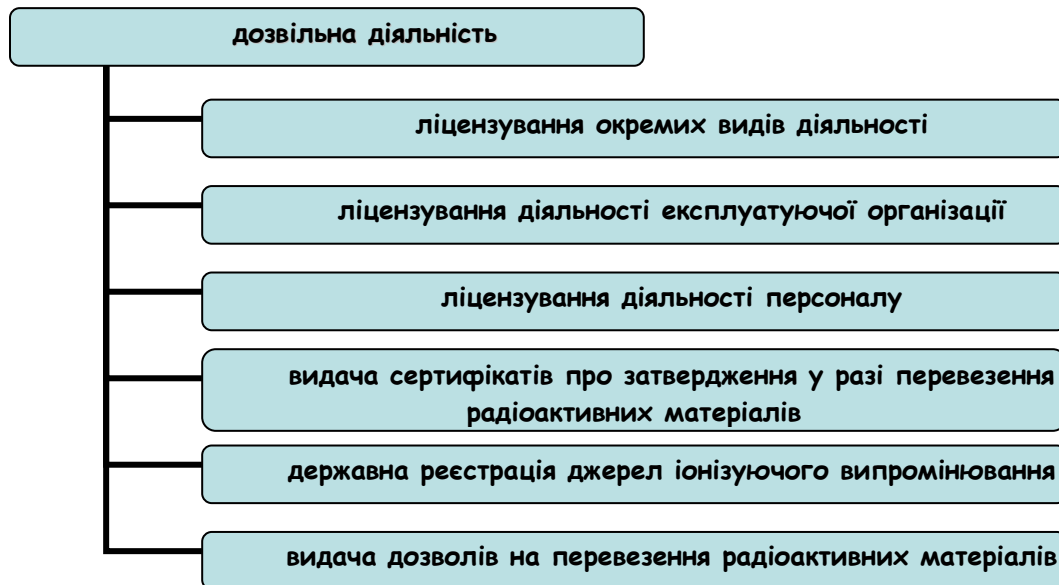 дозвільна діяльність
ліцензування окремих видів діяльності
ліцензування діяльності експлуатуючої організації
ліцензування діяльності персоналу
видача сертифікатів про затвердження у разі перевезення
радіоактивних матеріалів
державна реєстрація джерел іонізуючого випромінювання
видача дозволів на перевезення радіоактивних матеріалів